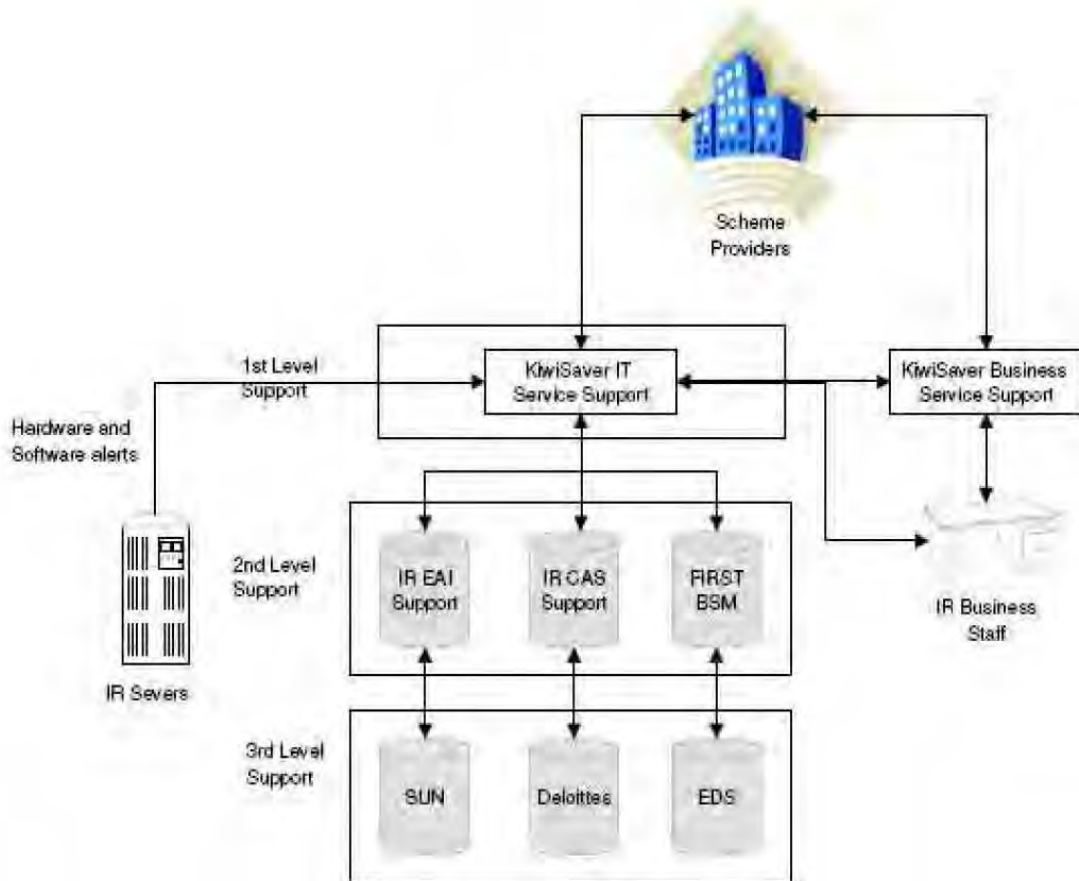 Scheme
Providers
1st Level
Support
KiwiSaver IT
Service Support
KiwiSaver Business
Service Support
Hardware and
Software alerts
2nd Level
Support
IR EAI
Support
IR CAS
Support
FIRST
BSM
IR Business
Staff
IR Severs
3rd Level
Support
SUN
Deloittes
EDS